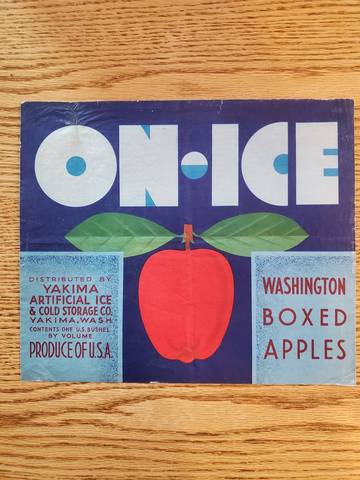 ON·ICE
DISTRIBUTED BY
YAKIMA
ARTIFICIAL ICE
& COLD STORAGE CO.
YAKIMA, WASH.
CONTENTS ONE U.S. BUSHEL
BY VOLUME
PRODUCE OF U.S.A.
WASHINGTON
BOXED
APPLES